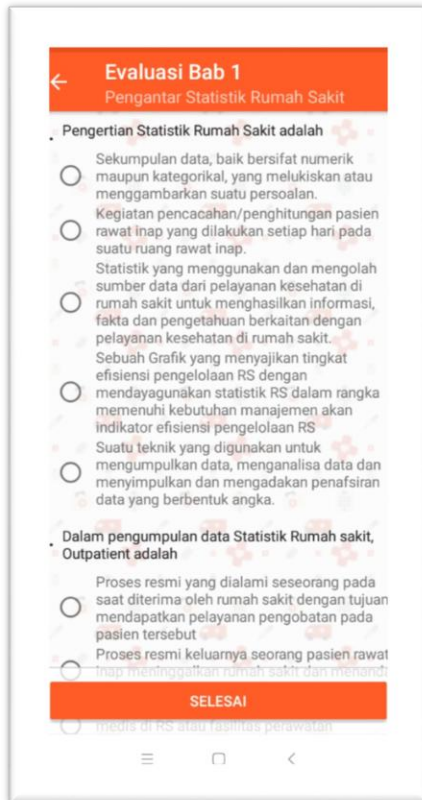 Evaluasi Bab 1
Pengantar Statistik Rumah Sakit
. Pengertian Statistik Rumah Sakit adalah
Sekumpulan data, baik bersifat numerik
maupun kategorikal, yang melukiskan atau
menggambarkan suatu persoalan.
Kegiatan pencacahan/penghitungan pasien
rawat inap yang dilakukan setiap hari pada
suatu ruang rawat inap.
Statistik yang menggunakan dan mengolah
sumber data dari pelayanan kesehatan di
rumah sakit untuk menghasilkan informasi,
fakta dan pengetahuan berkaitan dengan
pelayanan kesehatan di rumah sakit.
Sebuah Grafik yang menyajikan tingkat
efisiensi pengelolaan RS dengan
mendayagunakan statistik RS dalam rangka
memenuhi kebutuhan manajemen akan
indikator efisiensi pengelolaan RS
Suatu teknik yang digunakan untuk
mengumpulkan data, menganalisa data dan
menyimpulkan dan mengadakan penafsiran
data yang berbentuk angka.
. Dalam pengumpulan data Statistik Rumah sakit,
Outpatient adalah
Proses resmi yang dialami seseorang pada
saat diterima oleh rumah sakit dengan tujuan
mendapatkan pelayanan pengobatan pada
pasien tersebut
Proses resmi keluarnya seorang pasien rawat
inap meninggalkan rumah sakit dan menandai
SELESAI
medis di RS atau fasilitas perawatan